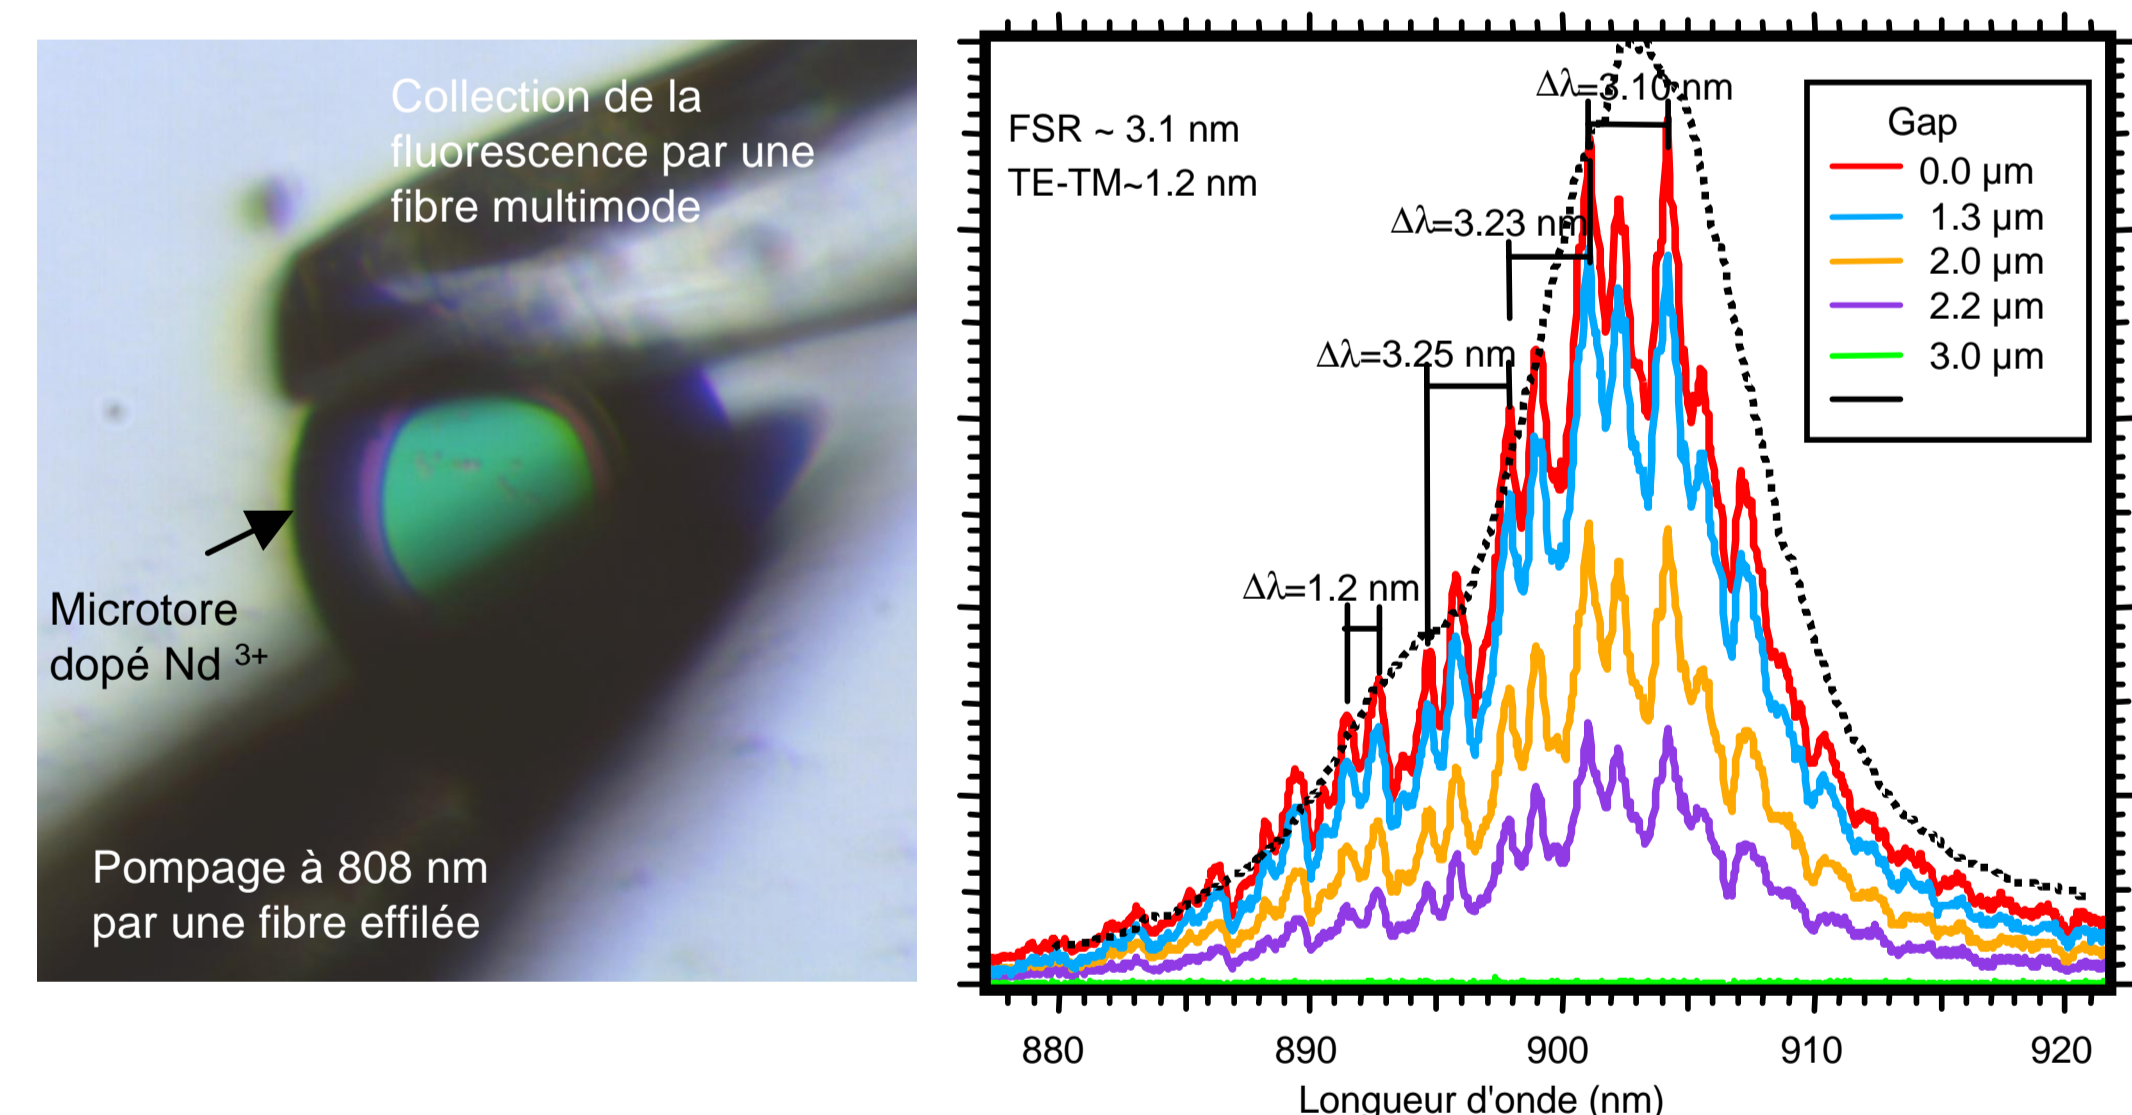 Collection de la
fluorescence par une
fibre multimode
Microtore
dopé Nd 3+
Pompage à 808 nm
par une fibre effilée
FSR ~ 3.1 nm
TE-TM~1.2 nm
Δλ=3.10 nm
Δλ=3.23 nm
Δλ=3.25 nm
Δλ=1.2 nm
Gap
0.0 µm
1.3 µm
2.0 µm
2.2 µm
3.0 µm
880 890 900 910 920
Longueur d'onde (nm)